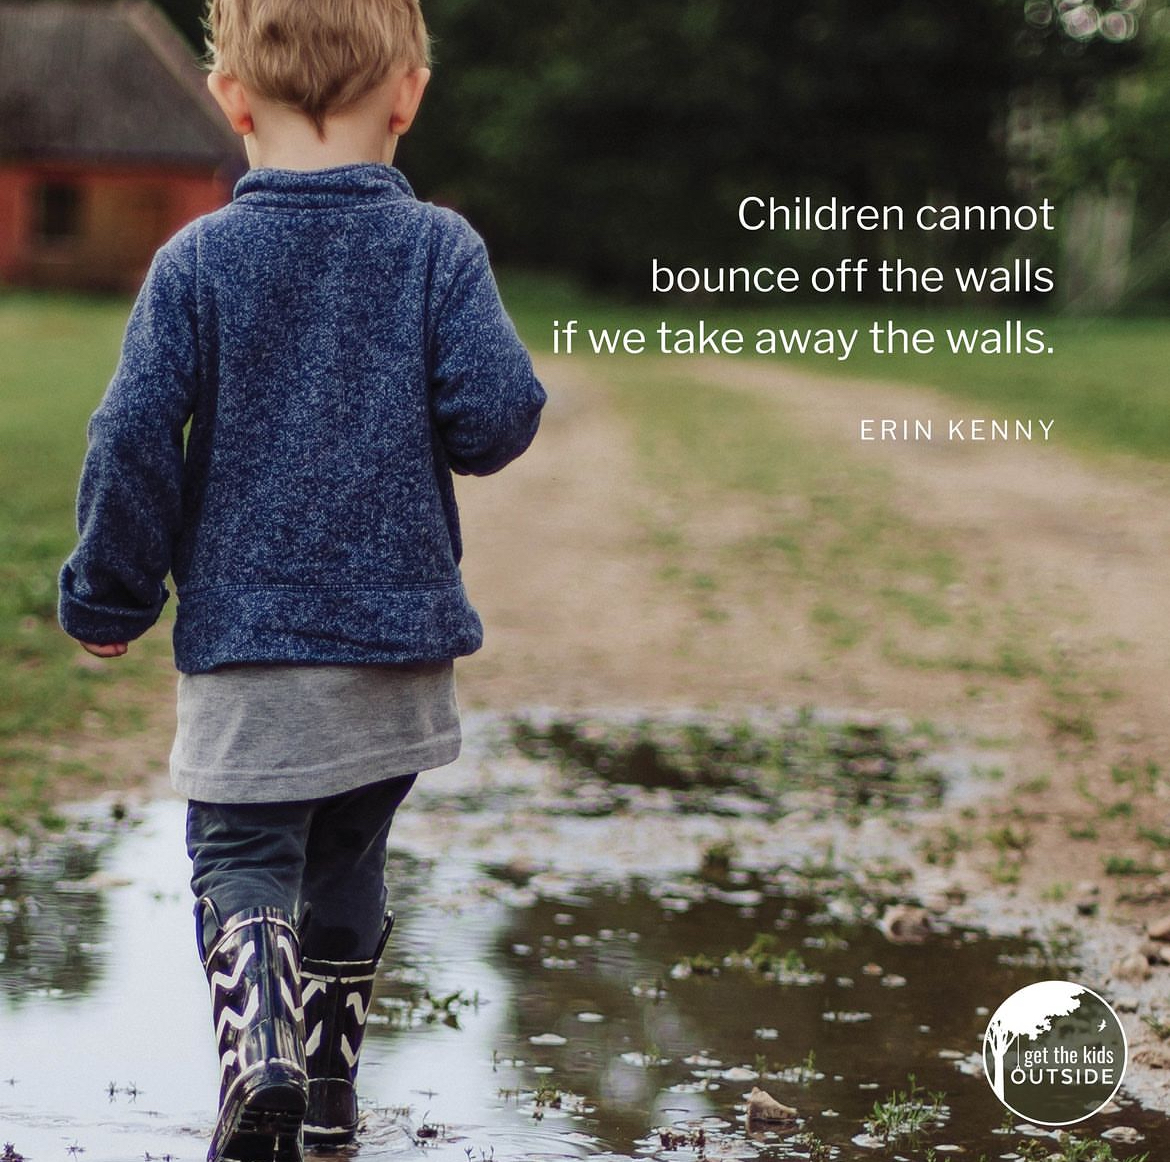 Children cannot
bounce off the walls
if we take away the walls.
ERIN KENNY
get the kids
OUTSIDE